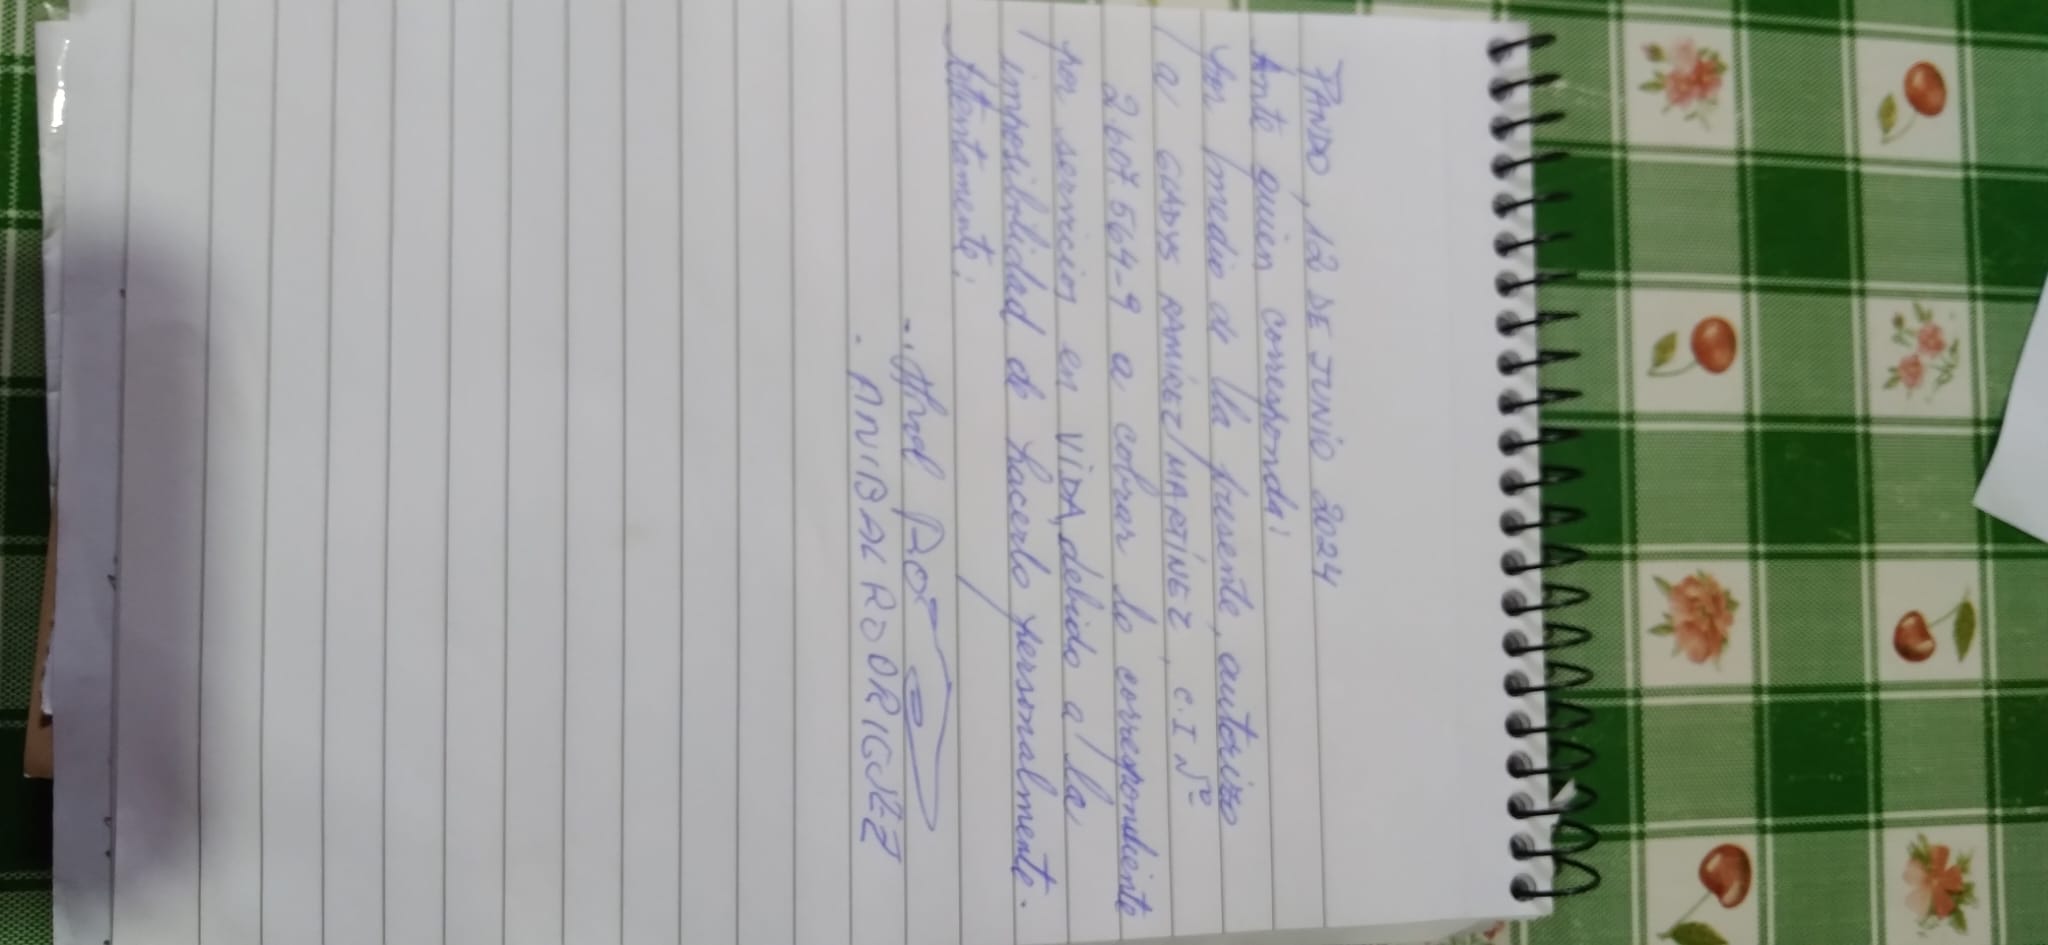 PANDO, 12 DE JUNIO 2024
Ante quien corresponda:
por medio de la presente, autorizo
a GLADYS RAMÍREZ MARTÍNEZ, C.I Nº
2.607.564-9 a cobrar lo correspondiente
por servicios en VIDA, debido a la
imposibilidad de hacerlo personalmente.
Atentamente:
ANIBAL RODRIGUEZ